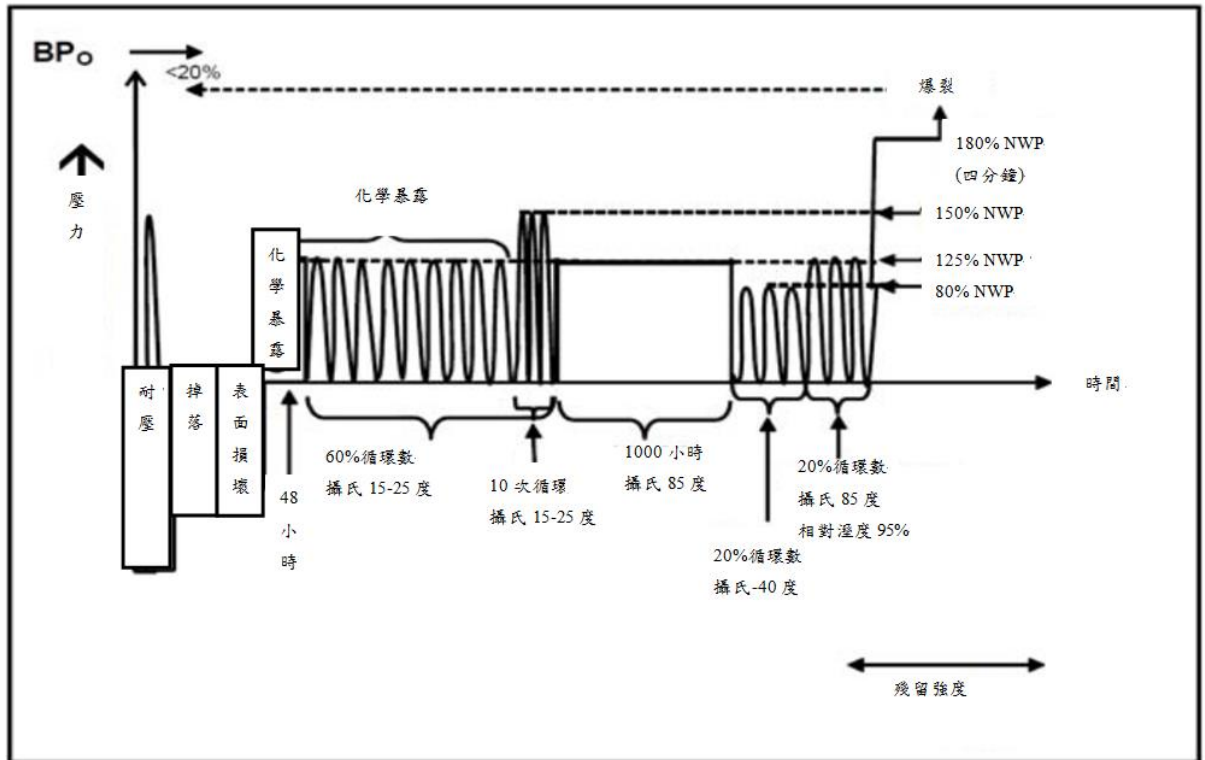 BPo
<20%
爆裂
180% NWP
(四分鐘)
壓
力
化學暴露
150% NWP
化
學
暴
露
125% NWP
80% NWP
時間
耐
壓
掉
落
表
面
損
壞
60%循環數
攝氏 15-25 度
48
小
時
10 次循環
攝氏 15-25 度
1000 小時
攝氏 85 度
20%循環數
攝氏 85 度
相對溼度 95%
20%循環數
攝氏-40 度
殘留強度